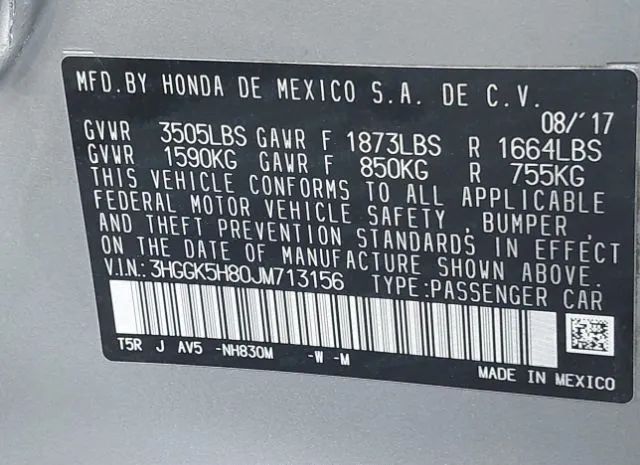 MFD.BY HONDA DE MEXICO S.A. DE C.V.
08/'17
GVWR 3505LBS GAWR F 1873LBS R 1664LBS
GVWR 1590KG GAWR F 850KG R 755KG
THIS VEHICLE CONFORMS TO ALL APPLICABLE
FEDERAL MOTOR VEHICLE SAFETY, BUMPER,
AND THEFT PREVENTION STANDARDS IN EFFECT
ON THE DATE OF MANUFACTURE SHOWN ABOVE.
V.I.N.:3HGGK5H80JM713156 TYPE:PASSENGER CAR
T5R J AV5 -NH830M -W -M
MADE IN MEXICO